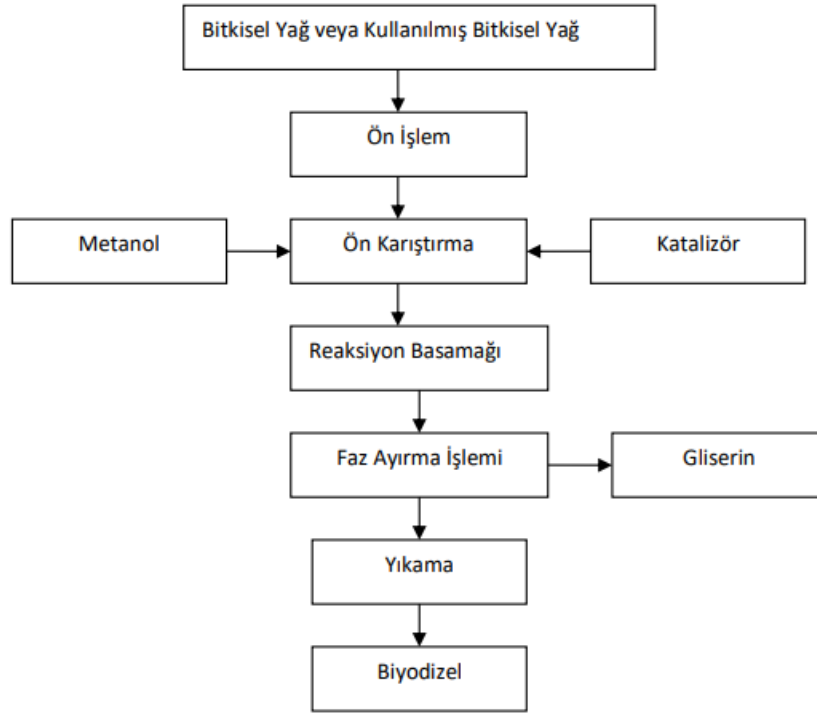 Bitkisel Yağ veya Kullanılmış Bitkisel Yağ
Ön İşlem
Metanol
Ön Karıştırma
Katalizör
Reaksiyon Basamağı
Faz Ayırma İşlemi
Gliserin
Yıkama
Biyodizel